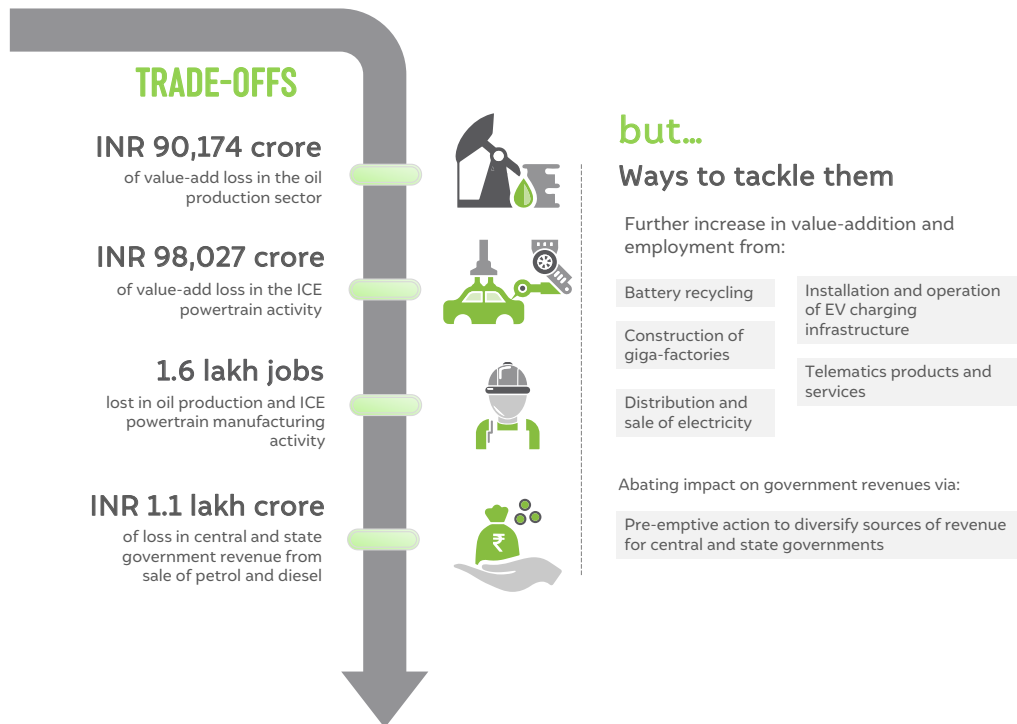 TRADE-OFFS
INR 90,174 crore
of value-add loss in the oil
production sector
INR 98,027 crore
of value-add loss in the ICE
powertrain activity
1.6 lakh jobs
lost in oil production and ICE
powertrain manufacturing
activity
INR 1.1 lakh crore
of loss in central and state
government revenue from
sale of petrol and diesel
₹
but...
Ways to tackle them
Further increase in value-addition and
employment from:
Battery recycling
Construction of
giga-factories
Distribution and
sale of electricity
Installation and operation
of EV charging
infrastructure
Telematics products and
services
Abating impact on government revenues via:
Pre-emptive action to diversify sources of revenue
for central and state governments